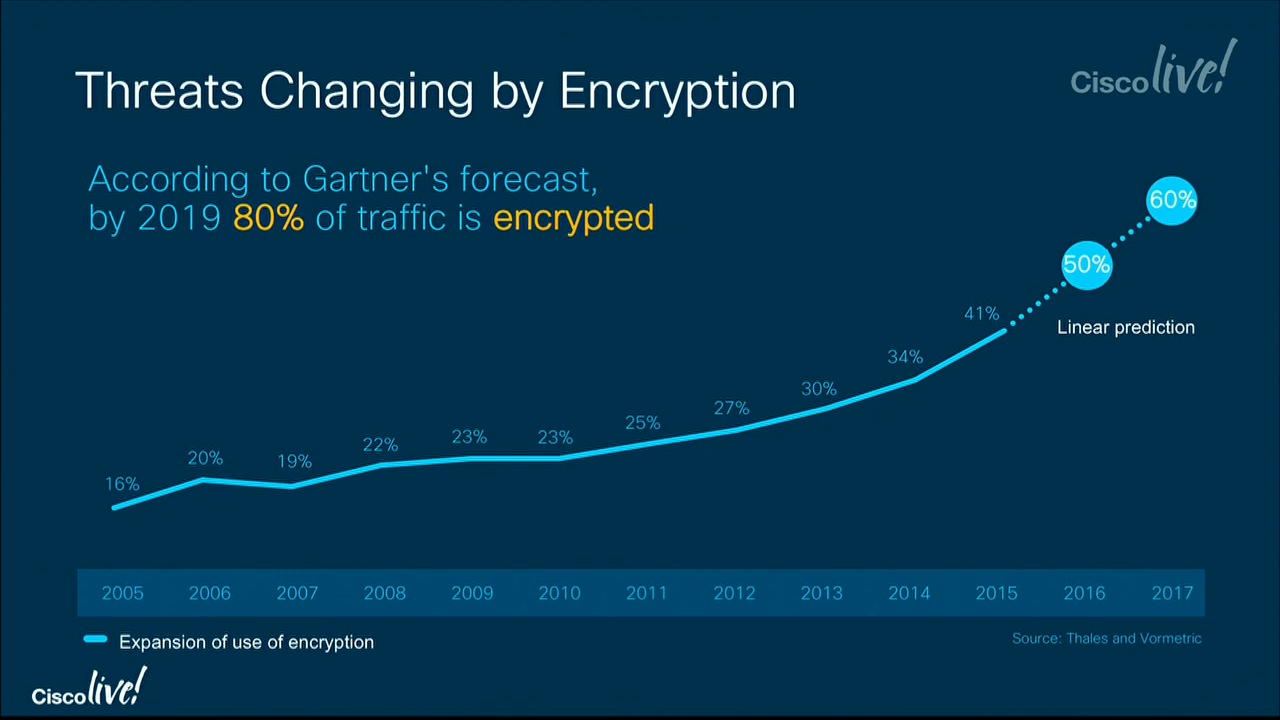 Threats Changing by Encryption
Cisco live!
According to Gartner's forecast,
by 2019 80% of traffic is encrypted
60%
50%
Linear prediction
41%
34%
30%
27%
25%
23%
23%
22%
19%
20%
16%
2005 2006 2007 2008 2009 2010 2011 2012 2013 2014 2015 2016 2017
Expansion of use of encryption
Source: Thales and Vormetric
Cisco live!